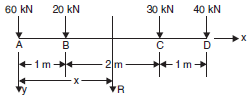 60 kN 20 kN 30 kN 40 kN
A B C D x
1 m 2 m 1 m
x
y R